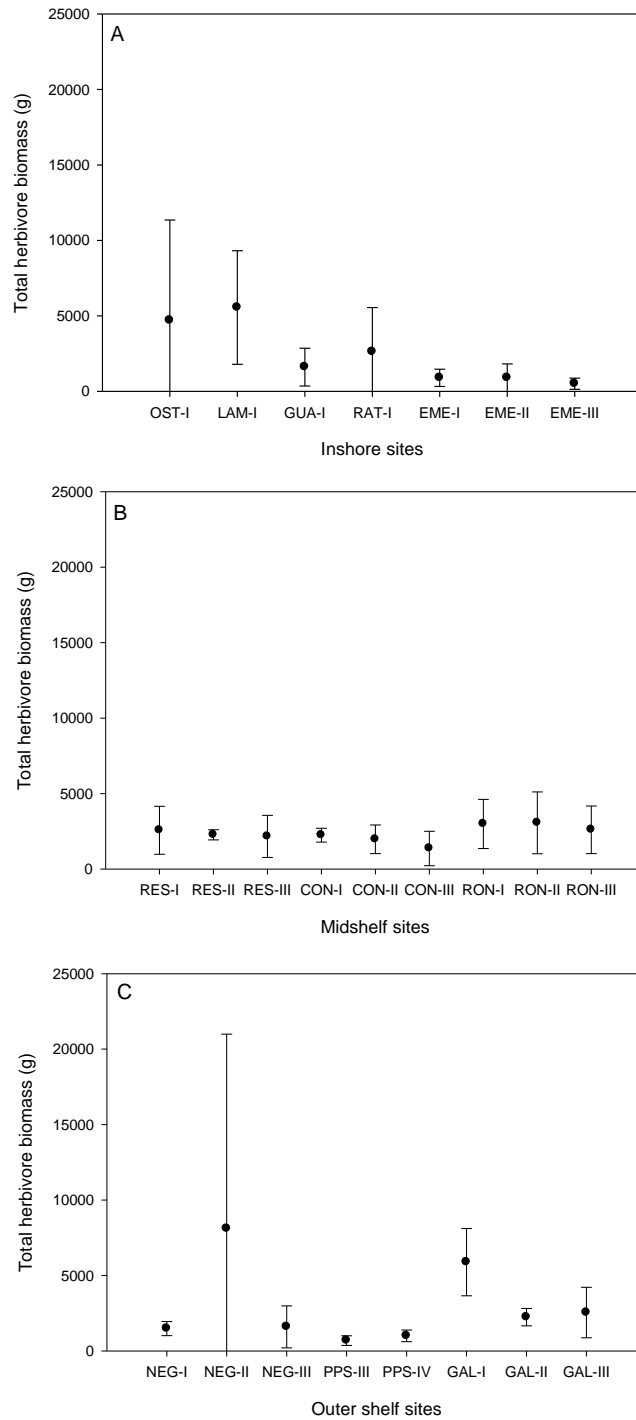 A
25000
20000
15000
10000
5000
0
Total herbivore biomass (g)
OST-I LAM-I GUA-I RAT-I EME-I EME-II EME-III
Inshore sites
B
25000
20000
15000
10000
5000
0
Total herbivore biomass (g)
RES-I RES-II RES-III CON-I CON-II CON-III RON-I RON-II RON-III
Midshelf sites
C
25000
20000
15000
10000
5000
0
Total herbivore biomass (g)
NEG-I NEG-II NEG-III PPS-III PPS-IV GAL-I GAL-II GAL-III
Outer shelf sites